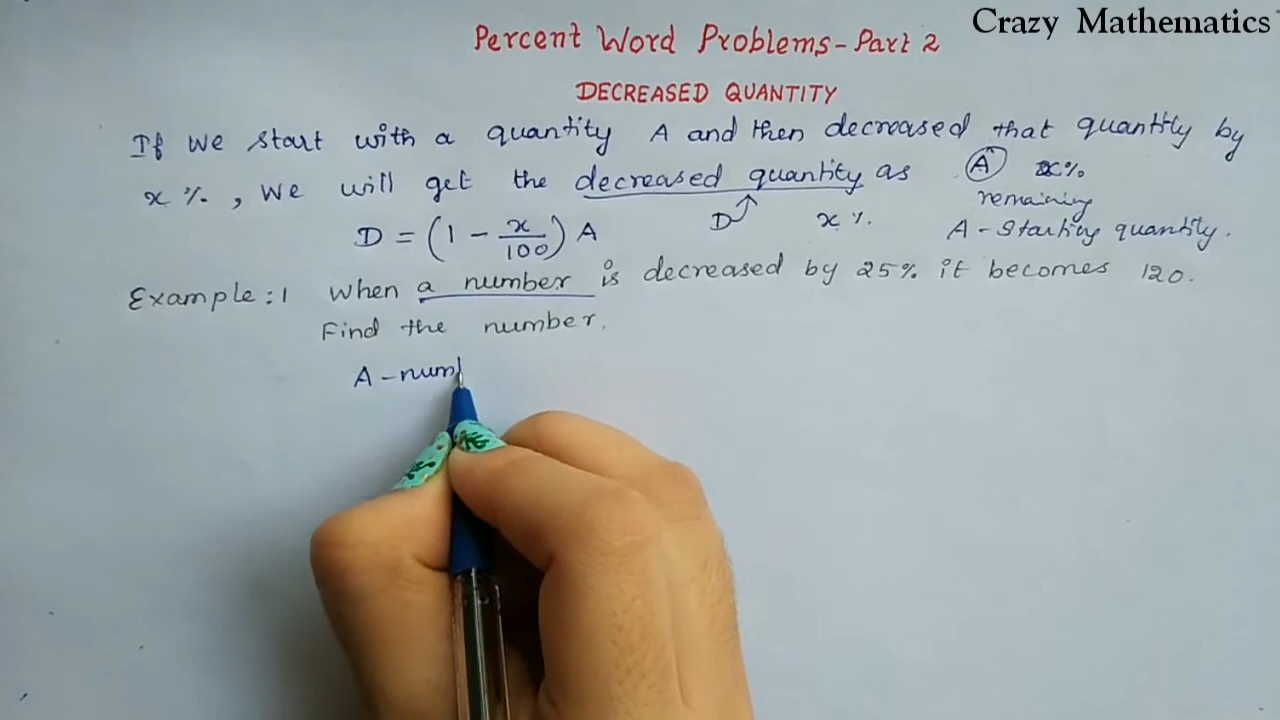 Crazy Mathematics
Percent Word Problems - Part 2
DECREASED QUANTITY
If we start with a quantity A and then decreased that quantity by
x %, we will get the decreased quantity as A x%
remaining
D = (1 - x/100) A D x %. A - Starting quantity.
Example: 1 When a number is decreased by 25% it becomes 120.
Find the number.
A - num